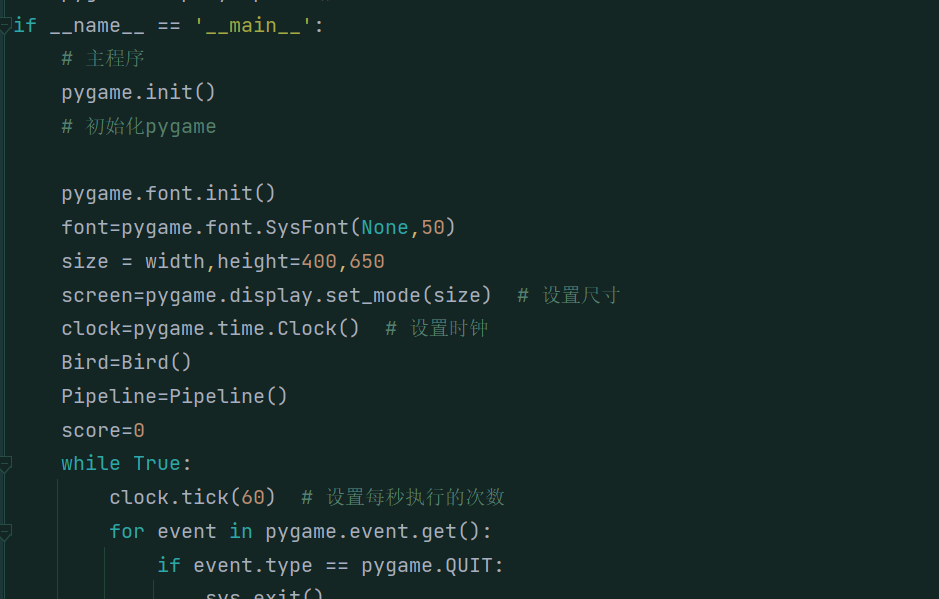 if __name__ == '__main__':
# 主程序
pygame.init()
# 初始化pygame
pygame.font.init()
font=pygame.font.SysFont(None,50)
size = width,height=400,650
screen=pygame.display.set_mode(size)  # 设置尺寸
clock=pygame.time.Clock()  # 设置时钟
Bird=Bird()
Pipeline=Pipeline()
score=0
while True:
clock.tick(60)  # 设置每秒执行的次数
for event in pygame.event.get():
if event.type == pygame.QUIT:
sys.exit()